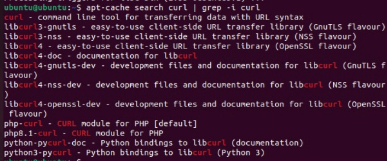 ubuntu@ubuntu:~$ apt-cache search curl | grep -i curl
curl - command line tool for transferring data with URL syntax
libcurl3-gnutls - easy-to-use client-side URL transfer library (GnuTLS flavour)
libcurl3-nss - easy-to-use client-side URL transfer library (NSS flavour)
libcurl4 - easy-to-use client-side URL transfer library (OpenSSL flavour)
libcurl4-doc - documentation for libcurl
libcurl4-gnutls-dev - development files and documentation for libcurl (GnuTLS f
lavour)
libcurl4-nss-dev - development files and documentation for libcurl (NSS flavour
)
libcurl4-openssl-dev - development files and documentation for libcurl (OpenSSL
 flavour)
php-curl - CURL module for PHP [default]
php8.1-curl - CURL module for PHP
python-pycurl-doc - Python bindings to libcurl (documentation)
python3-pycurl - Python bindings to libcurl (Python 3)